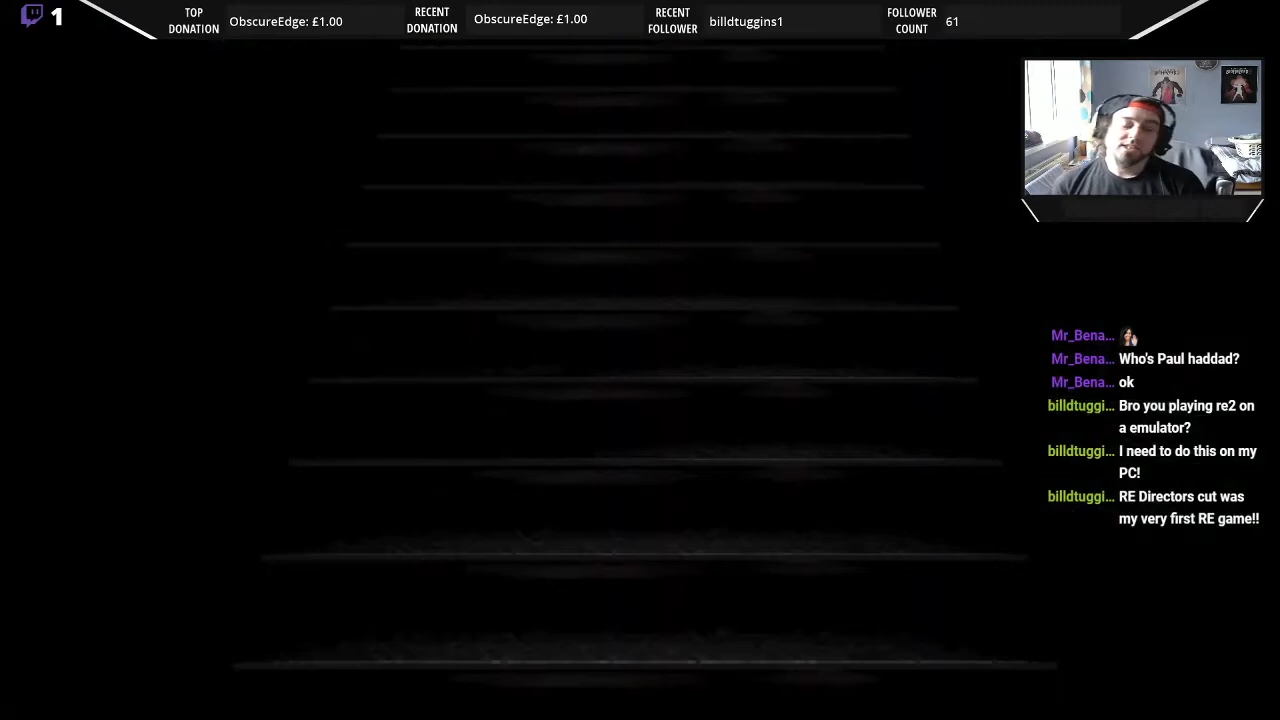 1
TOP DONATION
ObscureEdge: £1.00
RECENT DONATION
ObscureEdge: £1.00
RECENT FOLLOWER
billdtuggins1
FOLLOWER COUNT
61
Mr_Bena...
Mr_Bena... Who's Paul haddad?
Mr_Bena... ok
billdtuggi... Bro you playing re2 on
a emulator?
billdtuggi... I need to do this on my
PC!
billdtuggi... RE Directors cut was
my very first RE game!!